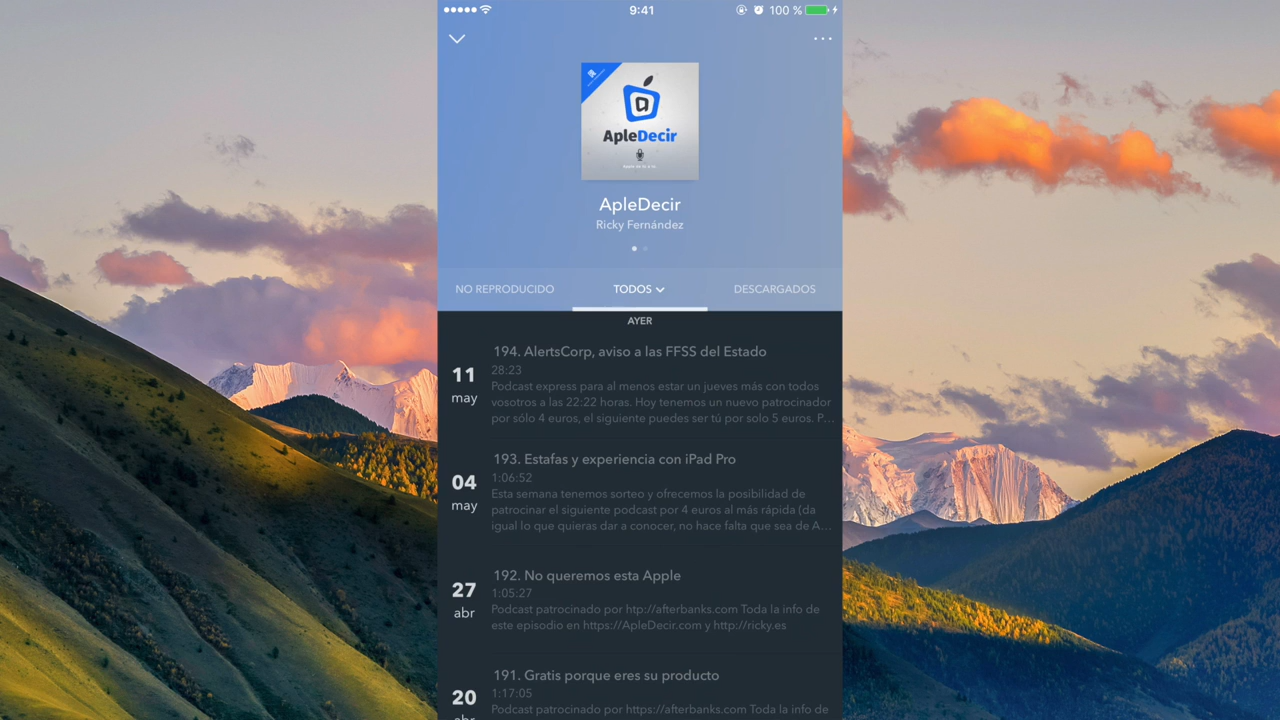 9:41
100 %
ApleDecir
ApleDecir
Ricky Fernández
NO REPRODUCIDO
TODOS
DESCARGADOS
AYER
194. AlertsCorp, aviso a las FFSS del Estado
28:23
11
may
Podcast express para al menos estar un jueves más con todos
vosotros a las 22:22 horas. Hoy tenemos un nuevo patrocinador
por sólo 4 euros, el siguiente puedes ser tú por solo 5 euros. P...
193. Estafas y experiencia con iPad Pro
1:06:52
04
may
Esta semana tenemos sorteo y ofrecemos la posibilidad de
patrocinar el siguiente podcast por 4 euros al más rápida (da
igual lo que quieras dar a conocer, no hace falta que sea de A...
192. No queremos esta Apple
1:05:27
27
abr
Podcast patrocinado por htp://afterbanks.com Toda la info de
este episodio en https://ApleDecir.com y http://ricky.es
191. Gratis porque eres su producto
1:17:05
20
abr
Podcast patrocinado por https://afterbanks.com Toda la info de